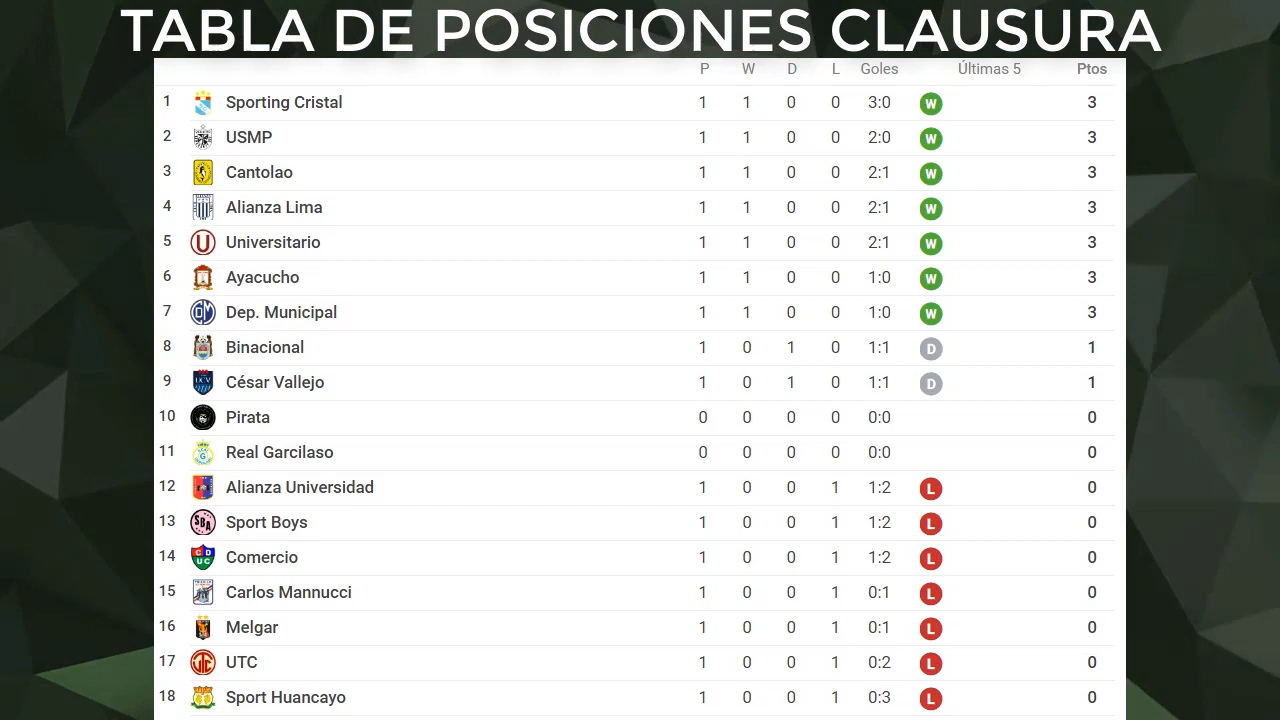 TABLA DE POSICIONES CLAUSURA
P W D L Goles Últimas 5 Ptos
1 Sporting Cristal 1 1 0 0 3:0 W 3
2 USMP 1 1 0 0 2:0 W 3
3 Cantolao 1 1 0 0 2:1 W 3
4 Alianza Lima 1 1 0 0 2:1 W 3
5 U Universitario 1 1 0 0 2:1 W 3
6 Ayacucho 1 1 0 0 1:0 W 3
7 CDM Dep. Municipal 1 1 0 0 1:0 W 3
8 Binacional 1 0 1 0 1:1 D 1
9 UCV César Vallejo 1 0 1 0 1:1 D 1
10 Pirata 0 0 0 0 0:0 0
11 G Real Garcilaso 0 0 0 0 0:0 0
12 Alianza Universidad 1 0 0 1 1:2 L 0
13 SBA Sport Boys 1 0 0 1 1:2 L 0
14 CD UC Comercio 1 0 0 1 1:2 L 0
15 Carlos Mannucci 1 0 0 1 0:1 L 0
16 Melgar 1 0 0 1 0:1 L 0
17 UTC UTC 1 0 0 1 0:2 L 0
18 Sport Huancayo 1 0 0 1 0:3 L 0